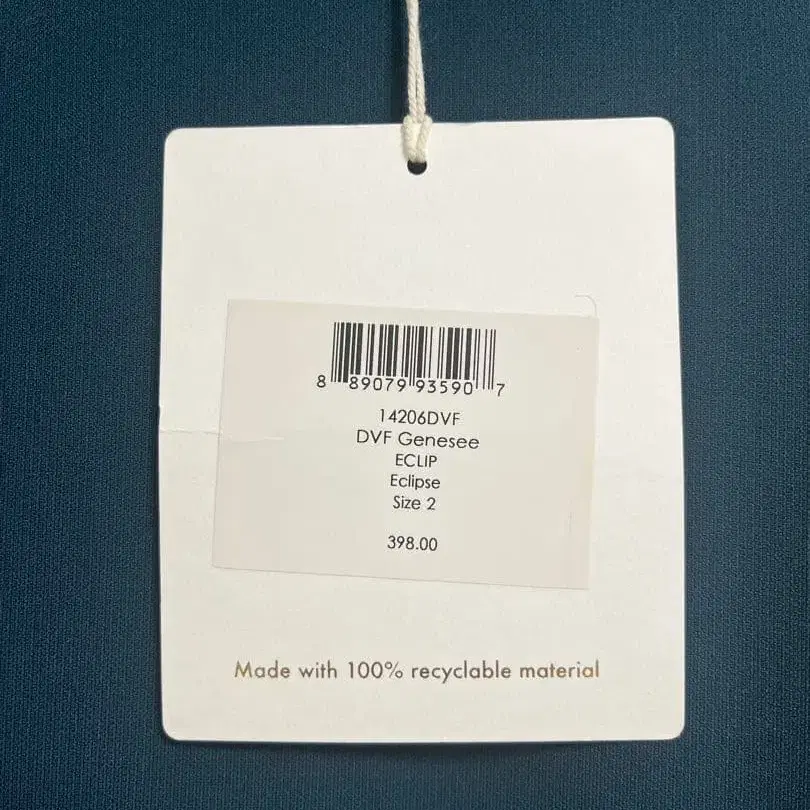 8 89079 93590 7
14206DVF
DVF Genesee
ECLIP
Eclipse
Size 2
398.00
Made with 100% recyclable material